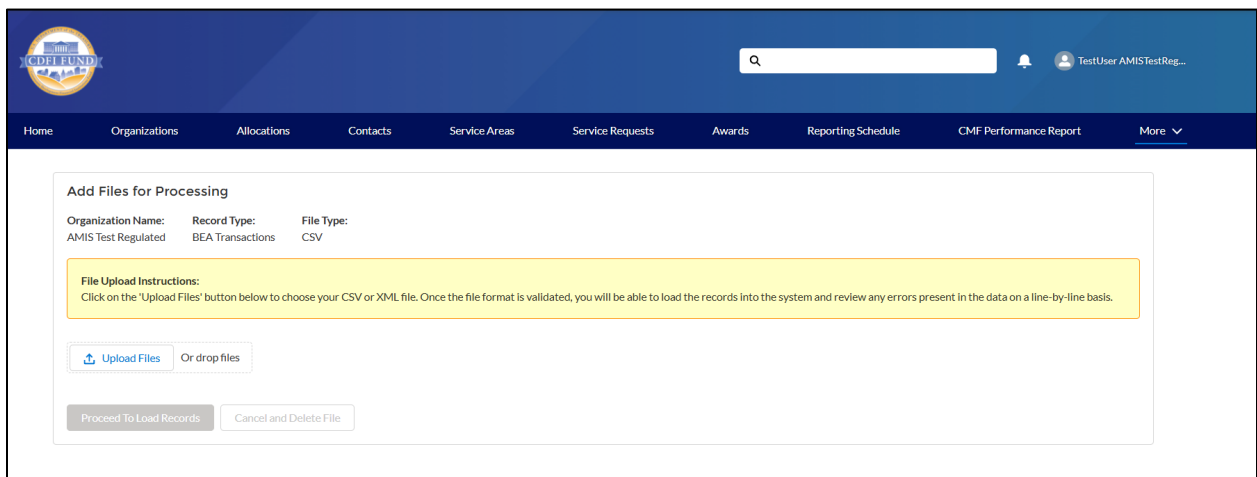 CDFI FUND
TestUser AMISTestReg...
Home Organizations Allocations Contacts Service Areas Service Requests Awards Reporting Schedule CMF Performance Report More
Add Files for Processing
Organization Name: Record Type: File Type:
AMIS Test Regulated BEA Transactions CSV
File Upload Instructions:
Click on the 'Upload Files' button below to choose your CSV or XML file. Once the file format is validated, you will be able to load the records into the system and review any errors present in the data on a line-by-line basis.
Upload Files Or drop files
Proceed To Load Records Cancel and Delete File